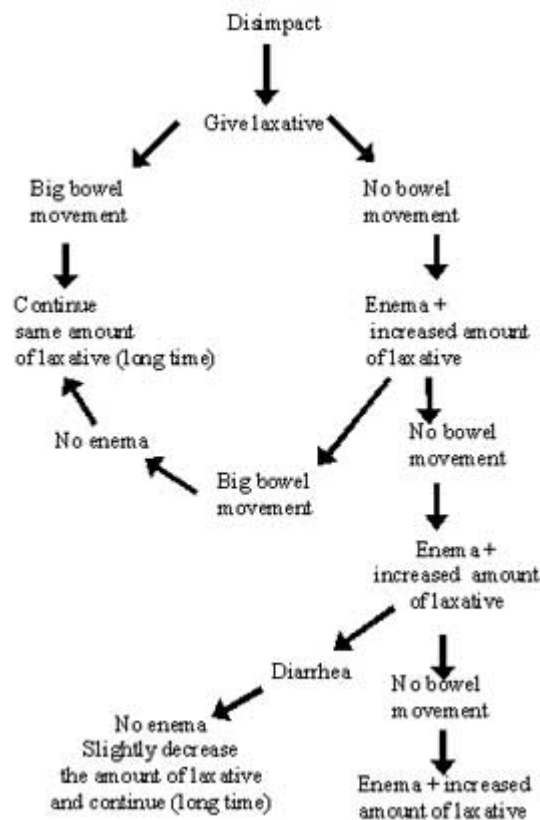 Disimpact
Give laxative
Big bowel
movement
No bowel
movement
Continue
same amount
of laxative (long time)
Enema +
increased amount
of laxative
No enema
Big bowel
movement
No bowel
movement
Enema +
increased amount
of laxative
Diarrhea
No bowel
movement
No enema
Slightly decrease
the amount of laxative
and continue (long time)
Enema + increased
amount of laxative